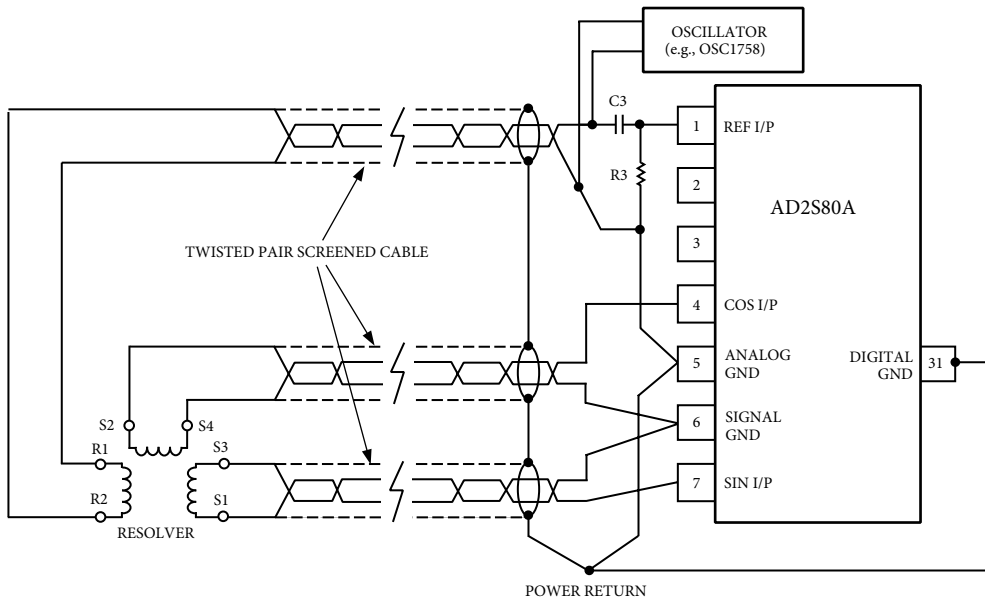 OSCILLATOR
(e.g., OSC1758)
C3
1
REF I/P
R3
2
AD2S80A
3
TWISTED PAIR SCREENED CABLE
4
COS I/P
5
ANALOG
GND
DIGITAL
GND
31
6
SIGNAL
GND
S2
S4
R1
S3
7
SIN I/P
R2
S1
RESOLVER
POWER RETURN